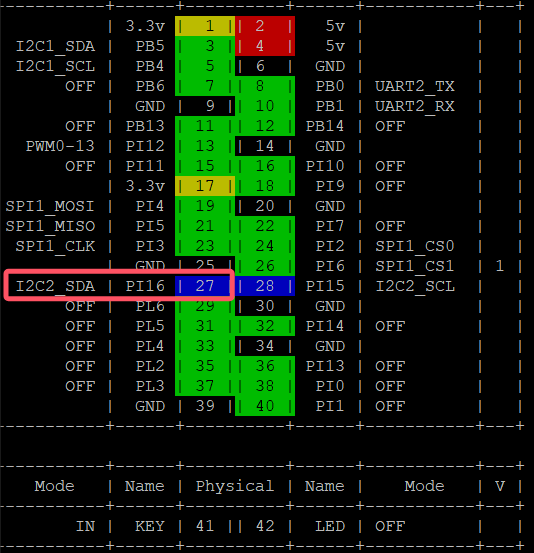 -----------+------+----------+------+-----------+---+
| 3.3v | 1 || 2 | 5v | | |
I2C1_SDA | PB5 | 3 || 4 | 5v | | |
I2C1_SCL | PB4 | 5 || 6 | GND | | |
OFF | PB6 | 7 || 8 | PB0 | UART2_TX | |
| GND | 9 || 10 | PB1 | UART2_RX | |
OFF | PB13 | 11 || 12 | PB14 | OFF | |
PWM0-13 | PI12 | 13 || 14 | GND | | |
OFF | PI11 | 15 || 16 | PI10 | OFF | |
| 3.3v | 17 || 18 | PI9 | OFF | |
SPI1_MOSI | PI4 | 19 || 20 | GND | | |
SPI1_MISO | PI5 | 21 || 22 | PI7 | OFF | |
SPI1_CLK | PI3 | 23 || 24 | PI2 | SPI1_CS0 | |
| GND | 25 || 26 | PI6 | SPI1_CS1 | 1 |
I2C2_SDA | PI16 | 27 || 28 | PI15 | I2C2_SCL | |
OFF | PL6 | 29 || 30 | GND | | |
OFF | PL5 | 31 || 32 | PI14 | OFF | |
OFF | PL4 | 33 || 34 | GND | | |
OFF | PL2 | 35 || 36 | PI13 | OFF | |
OFF | PL3 | 37 || 38 | PI0 | OFF | |
| GND | 39 || 40 | PI1 | OFF | |
-----------+------+----------+------+-----------+---+
-----------+------+----------+------+-----------+---+
Mode | Name | Physical | Name | Mode | V |
-----------+------+----------+------+-----------+---+
IN | KEY | 41 || 42 | LED | OFF | |
-----------+------+----------+------+-----------+---+